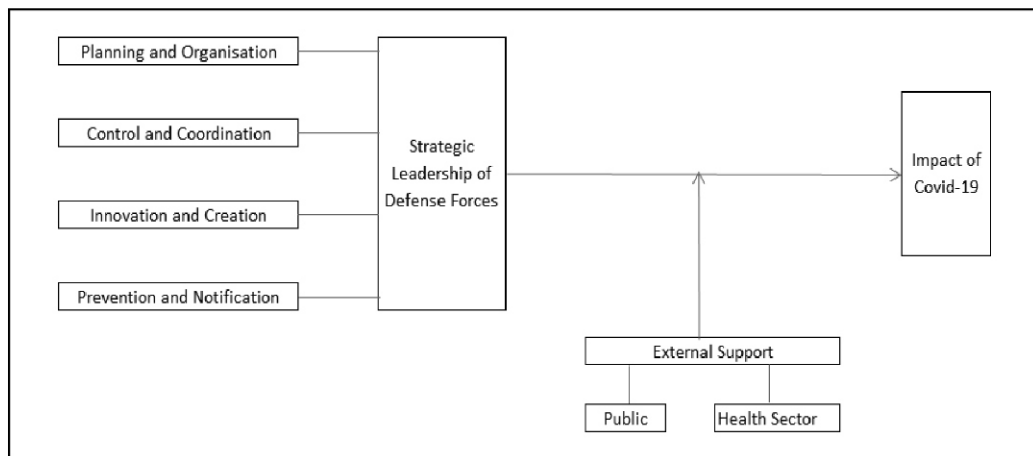 Planning and Organisation
Control and Coordination
Innovation and Creation
Prevention and Notification
Strategic
Leadership of
Defense Forces
Impact of
Covid-19
External Support
Public
Health Sector